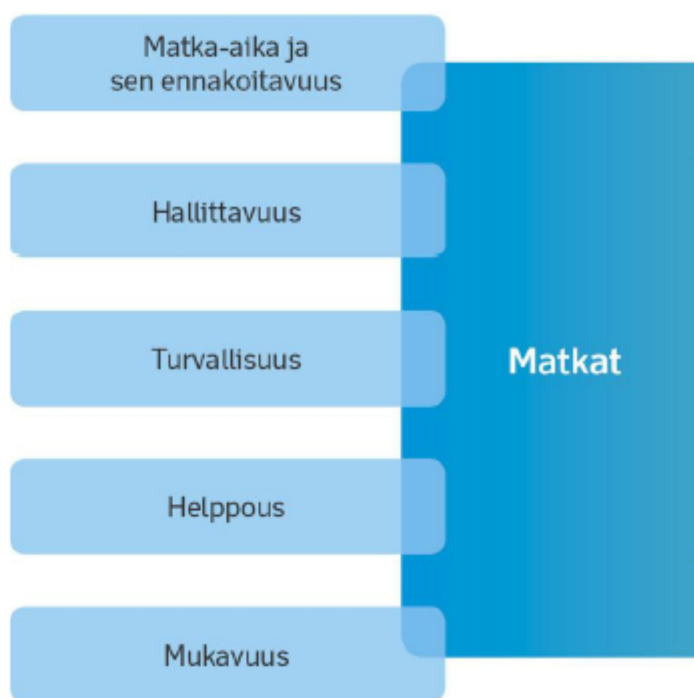 Matka-aika ja
sen ennakoitavuus
Hallittavuus
Turvallisuus
Matkat
Helppous
Mukavuus